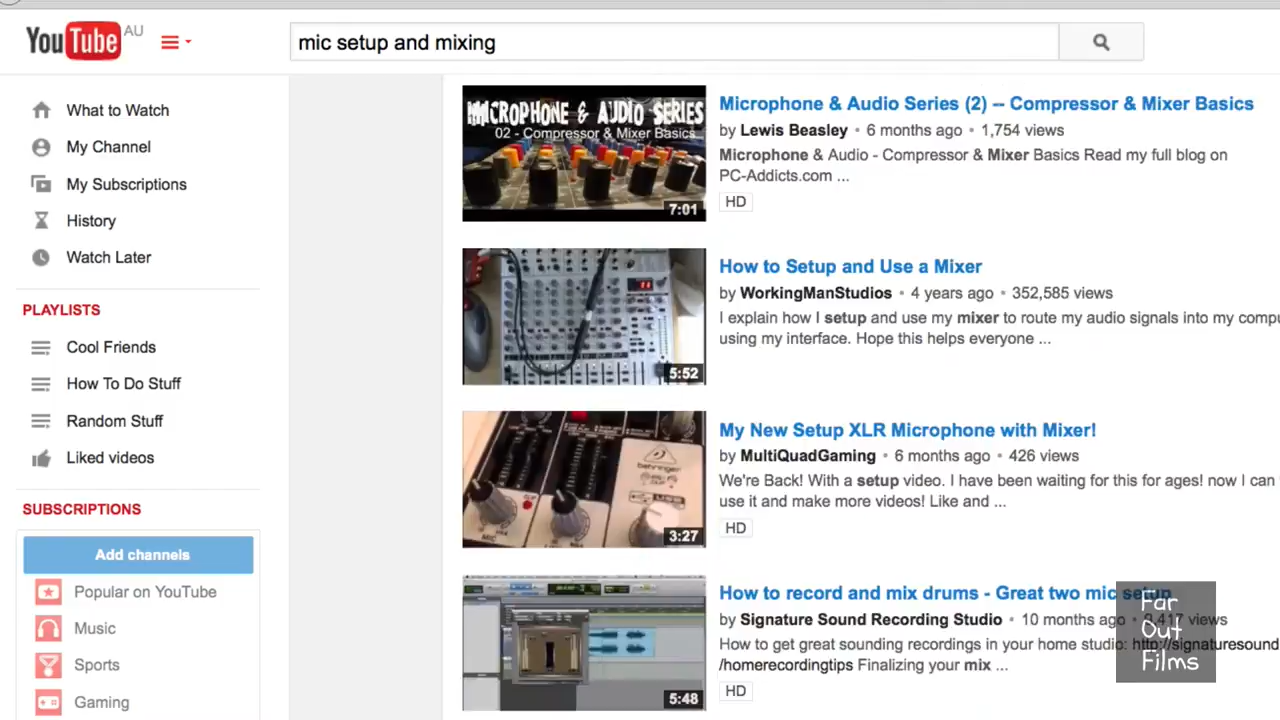 YouTube AU
mic setup and mixing
What to Watch
My Channel
My Subscriptions
History
Watch Later
PLAYLISTS
Cool Friends
How To Do Stuff
Random Stuff
Liked videos
SUBSCRIPTIONS
Add channels
Popular on YouTube
Music
Sports
Gaming
MICROPHONE & AUDIO SERIES
02 - Compressor & Mixer Basics
7:01
Microphone & Audio Series (2) -- Compressor & Mixer Basics
by Lewis Beasley • 6 months ago • 1,754 views
Microphone & Audio - Compressor & Mixer Basics Read my full blog on
PC-Addicts.com ...
HD
5:52
How to Setup and Use a Mixer
by WorkingManStudios • 4 years ago • 352,585 views
I explain how I setup and use my mixer to route my audio signals into my compu
using my interface. Hope this helps everyone ...
behringer
MIC
3:27
My New Setup XLR Microphone with Mixer!
by MultiQuadGaming • 6 months ago • 426 views
We're Back! With a setup video. I have been waiting for this for ages! now I can
use it and make more videos! Like and ...
HD
5:48
How to record and mix drums - Great two mic setup
by Signature Sound Recording Studio • 10 months ago • views
How to get great sounding recordings in your home studio: http://signaturesound
/homerecordingtips Finalizing your mix ...
HD
Far
Out
Films